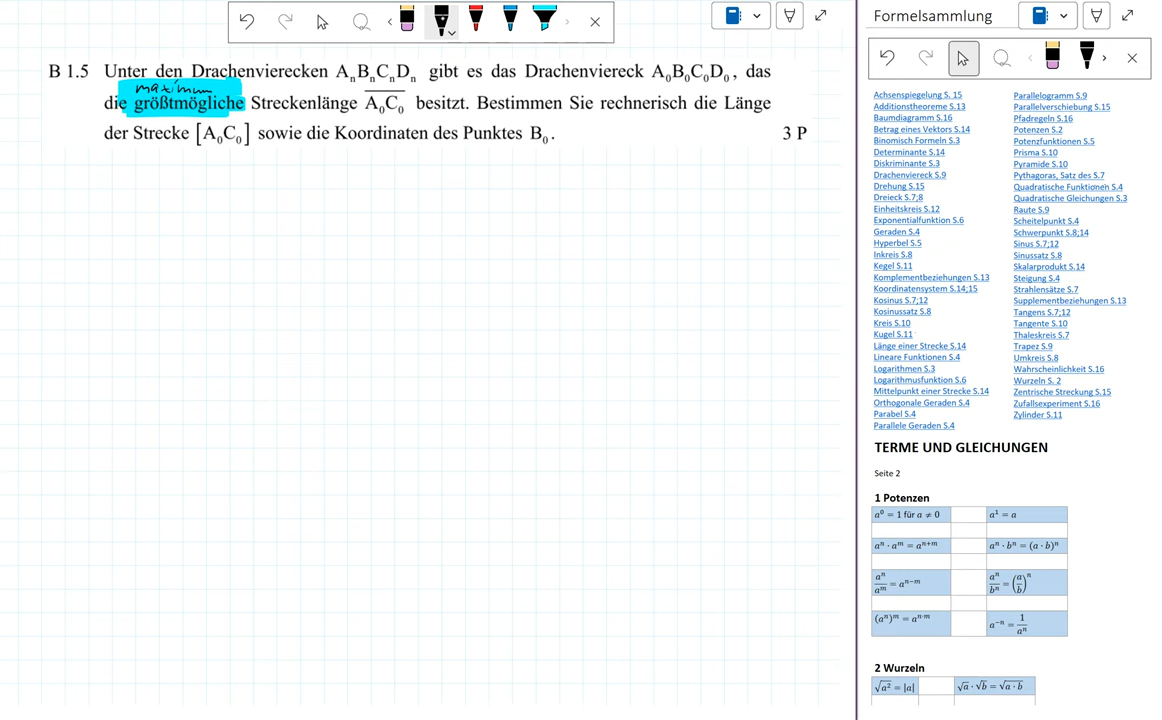 Formelsammlung
B 1.5 Unter den Drachenvierecken AₙBₙCₙDₙ gibt es das Drachenviereck A₀B₀C₀D₀, das
maximum
die größtmögliche Streckenlänge A̅₀C̅₀ besitzt. Bestimmen Sie rechnerisch die Länge
der Strecke [A₀C₀] sowie die Koordinaten des Punktes B₀. 3 P
Achsenspiegelung S. 15
Additionstheoreme S.13
Baumdiagramm S.16
Betrag eines Vektors S.14
Binomisch Formeln S.3
Determinante S.14
Diskriminante S.3
Drachenviereck S.9
Drehung S.15
Dreieck S.7;8
Einheitskreis S.12
Exponentialfunktion S.6
Geraden S.4
Hyperbel S.5
Inkreis S.8
Kegel S.11
Komplementbeziehungen S.13
Koordinatensystem S.14;15
Kosinus S.7;12
Kosinussatz S.8
Kreis S.10
Kugel S.11
Länge einer Strecke S.14
Lineare Funktionen S.4
Logarithmen S.3
Logarithmusfunktion S.6
Mittelpunkt einer Strecke S.14
Orthogonale Geraden S.4
Parabel S.4
Parallele Geraden S.4
Parallelogramm S.9
Parallelverschiebung S.15
Pfadregeln S.16
Potenzen S.2
Potenzfunktionen S.5
Prisma S.10
Pyramide S.10
Pythagoras, Satz des S.7
Quadratische Funktionen S.4
Quadratische Gleichungen S.3
Raute S.9
Scheitelpunkt S.4
Schwerpunkt S.8;14
Sinus S.7;12
Sinussatz S.8
Skalarprodukt S.14
Steigung S.4
Strahlensätze S.7
Supplementbeziehungen S.13
Tangens S.7;12
Tangente S.10
Thaleskreis S.7
Trapez S.9
Umkreis S.8
Wahrscheinlichkeit S.16
Wurzeln S. 2
Zentrische Streckung S.15
Zufallsexperiment S.16
Zylinder S.11
TERME UND GLEICHUNGEN
Seite 2
1 Potenzen
a⁰ = 1 für a ≠ 0 a¹ = a
aⁿ · aᵐ = aⁿ⁺ᵐ aⁿ · bⁿ = (a · b)ⁿ
aⁿ/aᵐ = aⁿ⁻ᵐ aⁿ/bⁿ = (a/b)ⁿ
(aⁿ)ᵐ = aⁿ·ᵐ a⁻ⁿ = 1/aⁿ
2 Wurzeln
√a² = |a| √a · √b = √a · b